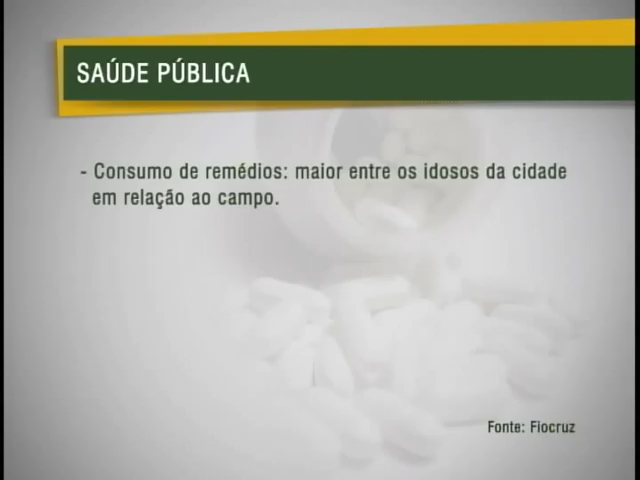 SAÚDE PÚBLICA
- Consumo de remédios: maior entre os idosos da cidade
em relação ao campo.
Fonte: Fiocruz